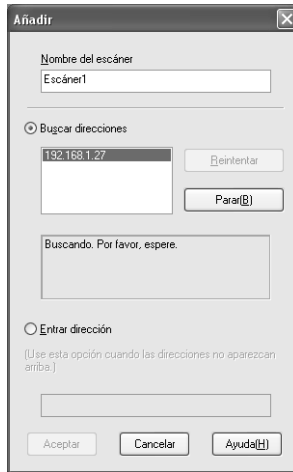 Añadir
Nombre del escáner
Escáner1
Buscar direcciones
192.168.1.27
Reintentar
Parar(B)
Buscando. Por favor, espere.
Entrar dirección
(Use esta opción cuando las direcciones no aparezcan
arriba.)
Aceptar
Cancelar
Ayuda(H)